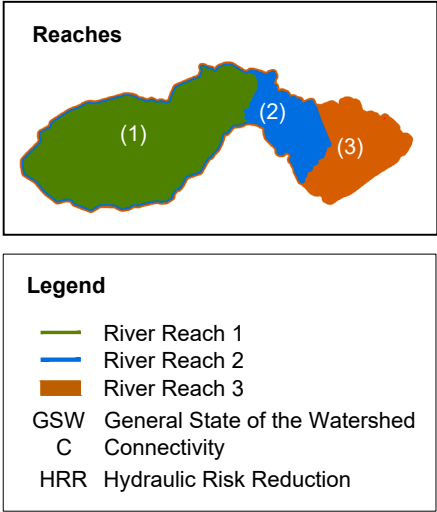 Reaches
(1)
(2)
(3)
Legend
River Reach 1
River Reach 2
River Reach 3
GSW General State of the Watershed
C Connectivity
HRR Hydraulic Risk Reduction